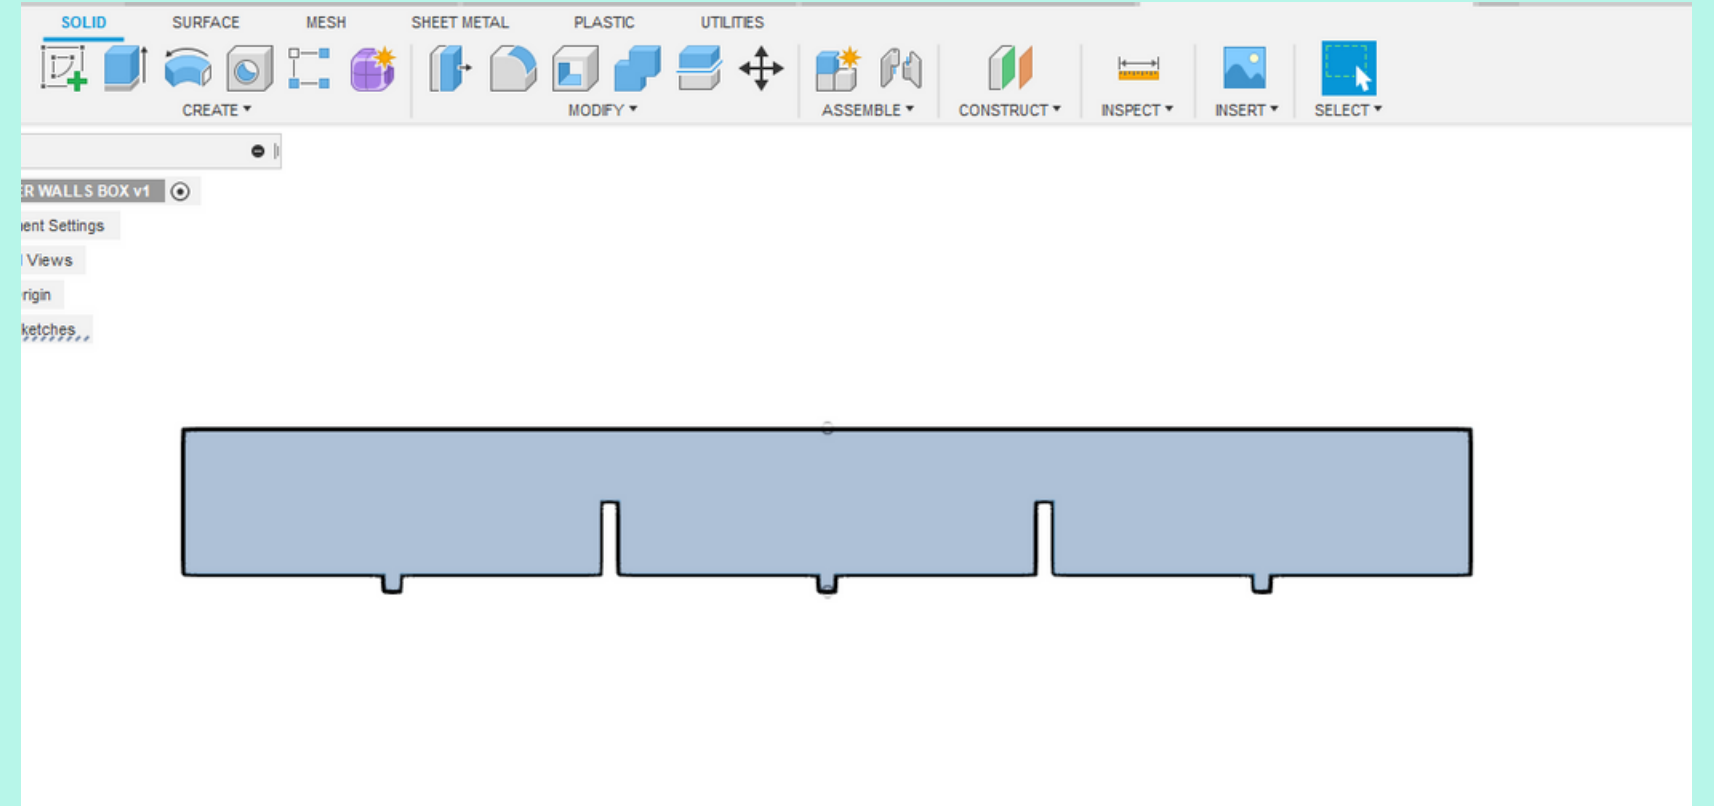 SOLID SURFACE MESH SHEET METAL PLASTIC UTILITIES
CREATE MODIFY ASSEMBLE CONSTRUCT INSPECT INSERT SELECT
ER WALLS BOX v1
ent Settings
Views
rigin
ketches